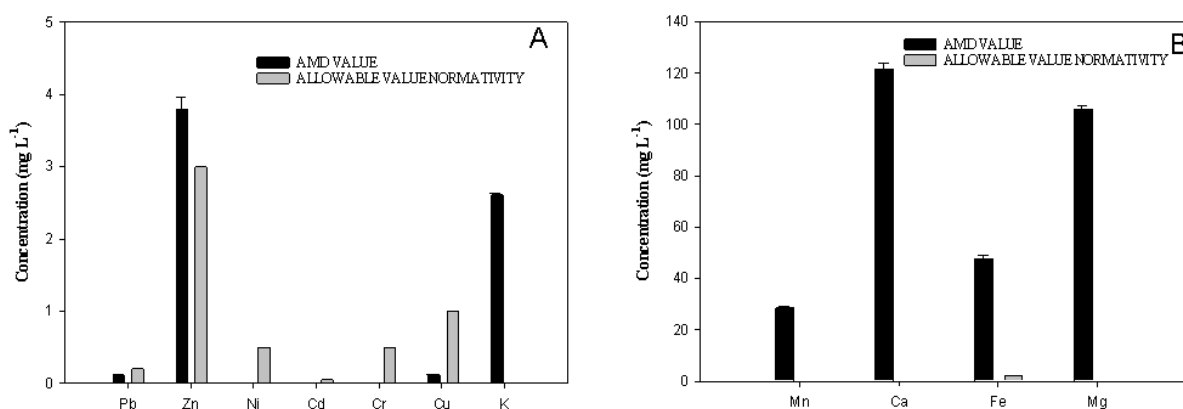 A
AMD VALUE
ALLOWABLE VALUE NORMATIVITY
Concentration (mg L-1)
5
4
3
2
1
0
Pb Zn Ni Cd Cr Cu K
B
AMD VALUE
ALLOWABLE VALUE NORMATIVITY
Concentration (mg L-1)
140
120
100
80
60
40
20
0
Mn Ca Fe Mg